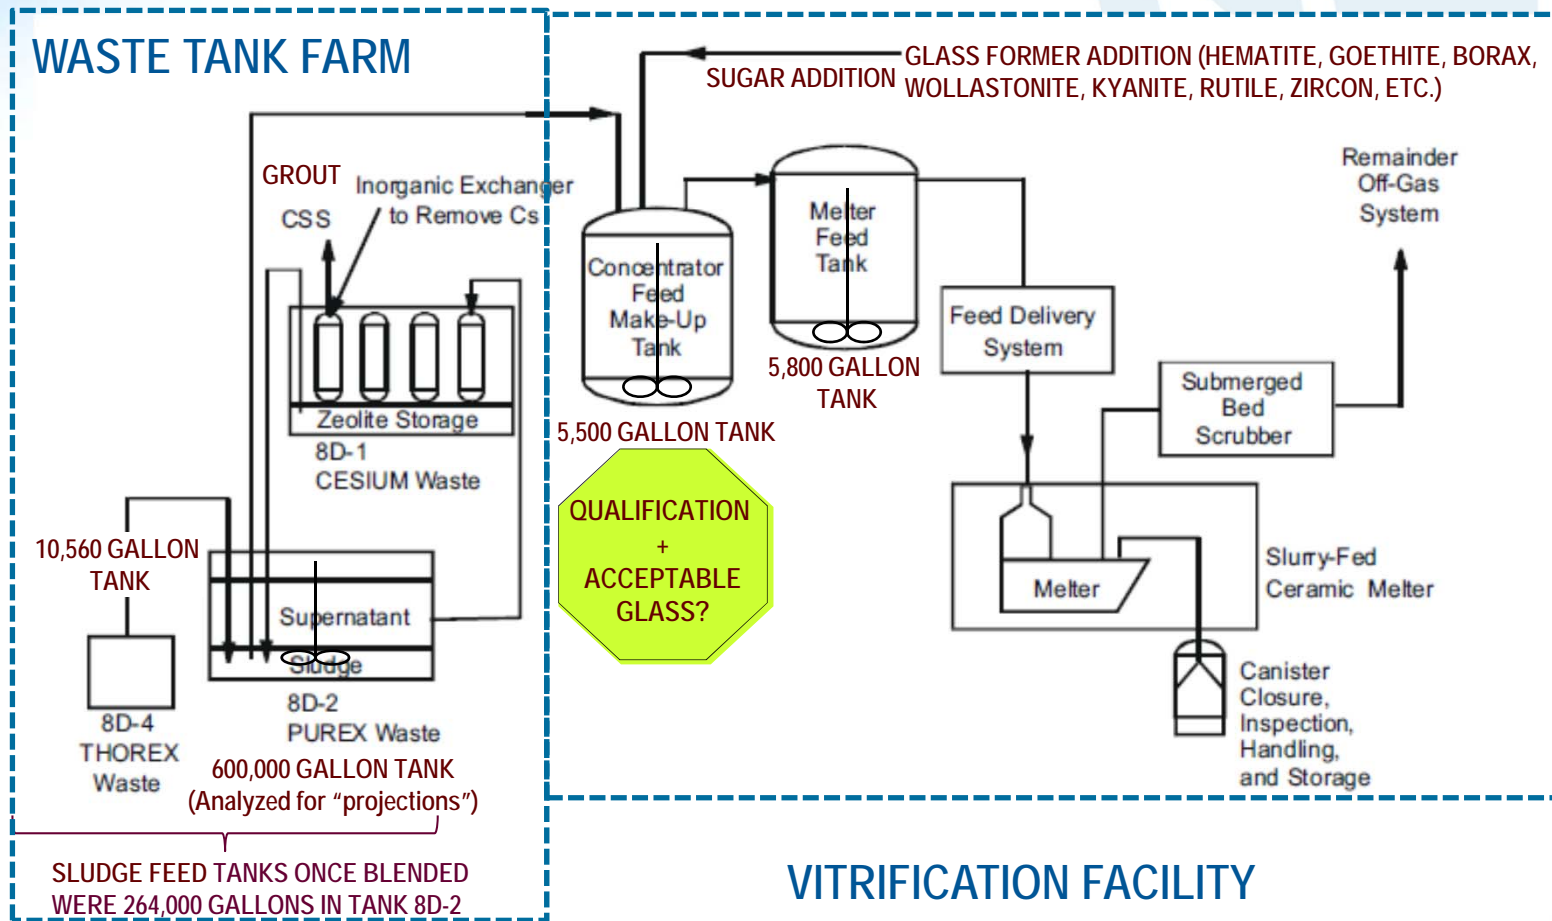 WASTE TANK FARM
GLASS FORMER ADDITION (HEMATITE, GOETHITE, BORAX,
SUGAR ADDITION
WOLLASTONITE, KYANITE, RUTILE, ZIRCON, ETC.)
GROUT
Inorganic Exchanger
to Remove Cs
CSS
Zeolite Storage
8D-1
CESIUM Waste
10,560 GALLON
TANK
Supernatant
Sludge
8D-2
PUREX Waste
8D-4
THOREX
Waste
600,000 GALLON TANK
(Analyzed for “projections”)
SLUDGE FEED TANKS ONCE BLENDED
WERE 264,000 GALLONS IN TANK 8D-2
Concentrator
Feed
Make-Up
Tank
5,500 GALLON TANK
QUALIFICATION
+
ACCEPTABLE
GLASS?
Melter
Feed
Tank
5,800 GALLON
TANK
Feed Delivery
System
Remainder
Off-Gas
System
Submerged
Bed
Scrubber
Melter
Slurry-Fed
Ceramic Melter
Canister
Closure,
Inspection,
Handling,
and Storage
VITRIFICATION FACILITY